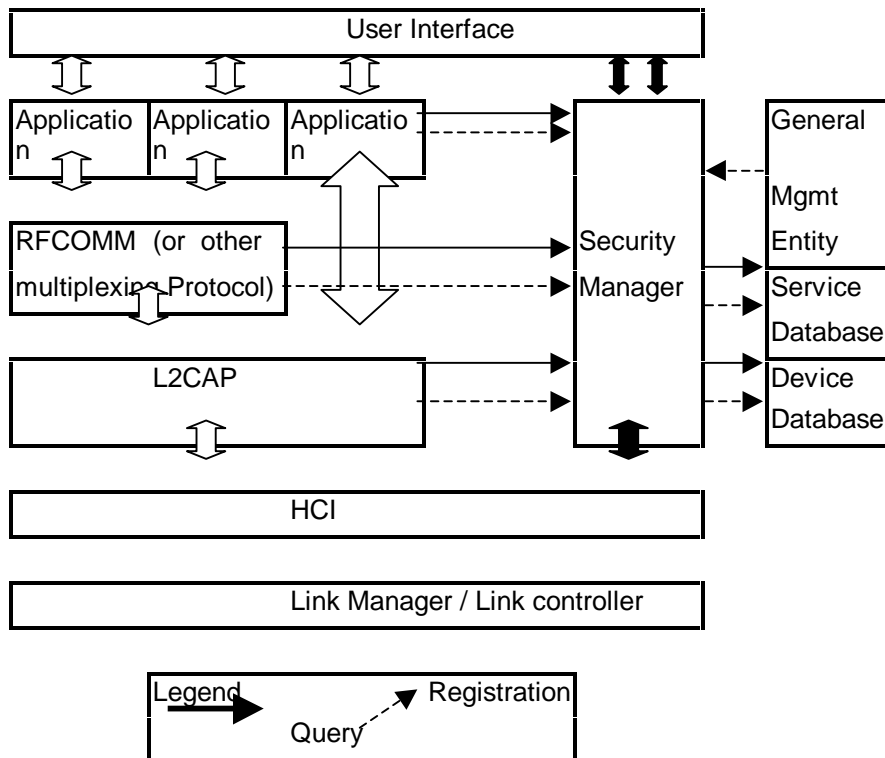 User Interface
Applicatio
n
Applicatio
n
Applicatio
n
General
Mgmt
Entity
RFCOMM (or other
multiplexing Protocol)
Security
Manager
Service
Database
L2CAP
Device
Database
HCI
Link Manager / Link controller
Legend
Registration
Query